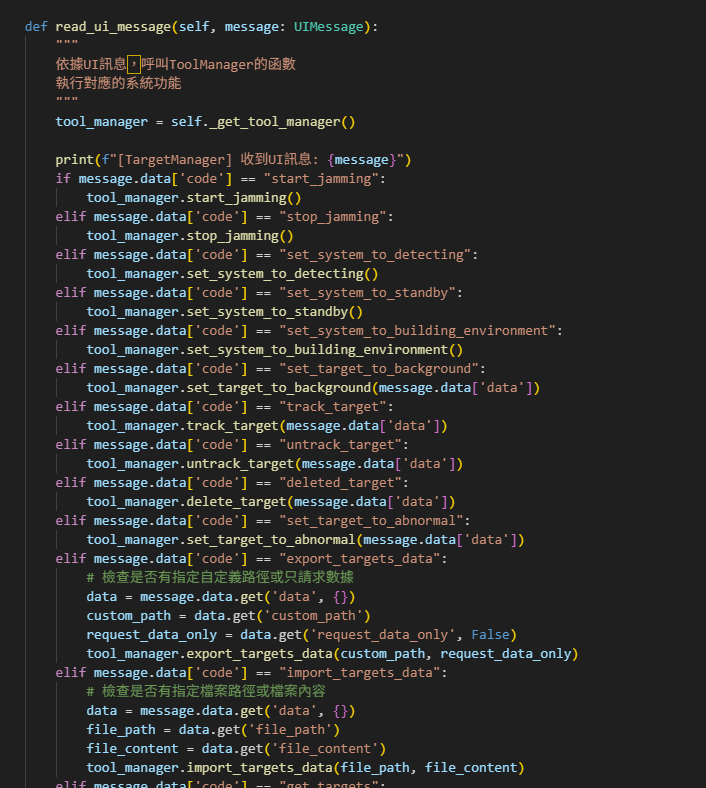 def read_ui_message(self, message: UIMessage):
    """
    依據UI訊息，呼叫ToolManager的函數
    執行對應的系統功能
    """
    tool_manager = self._get_tool_manager()

    print(f"[TargetManager] 收到UI訊息: {message}")
    if message.data['code'] == "start_jamming":
        tool_manager.start_jamming()
    elif message.data['code'] == "stop_jamming":
        tool_manager.stop_jamming()
    elif message.data['code'] == "set_system_to_detecting":
        tool_manager.set_system_to_detecting()
    elif message.data['code'] == "set_system_to_standby":
        tool_manager.set_system_to_standby()
    elif message.data['code'] == "set_system_to_building_environment":
        tool_manager.set_system_to_building_environment()
    elif message.data['code'] == "set_target_to_background":
        tool_manager.set_target_to_background(message.data['data'])
    elif message.data['code'] == "track_target":
        tool_manager.track_target(message.data['data'])
    elif message.data['code'] == "untrack_target":
        tool_manager.untrack_target(message.data['data'])
    elif message.data['code'] == "deleted_target":
        tool_manager.delete_target(message.data['data'])
    elif message.data['code'] == "set_target_to_abnormal":
        tool_manager.set_target_to_abnormal(message.data['data'])
    elif message.data['code'] == "export_targets_data":
        # 檢查是否有指定自定義路徑或只請求數據
        data = message.data.get('data', {})
        custom_path = data.get('custom_path')
        request_data_only = data.get('request_data_only', False)
        tool_manager.export_targets_data(custom_path, request_data_only)
    elif message.data['code'] == "import_targets_data":
        # 檢查是否有指定檔案路徑或檔案內容
        data = message.data.get('data', {})
        file_path = data.get('file_path')
        file_content = data.get('file_content')
        tool_manager.import_targets_data(file_path, file_content)
    elif message.data['code'] == "get_targets":